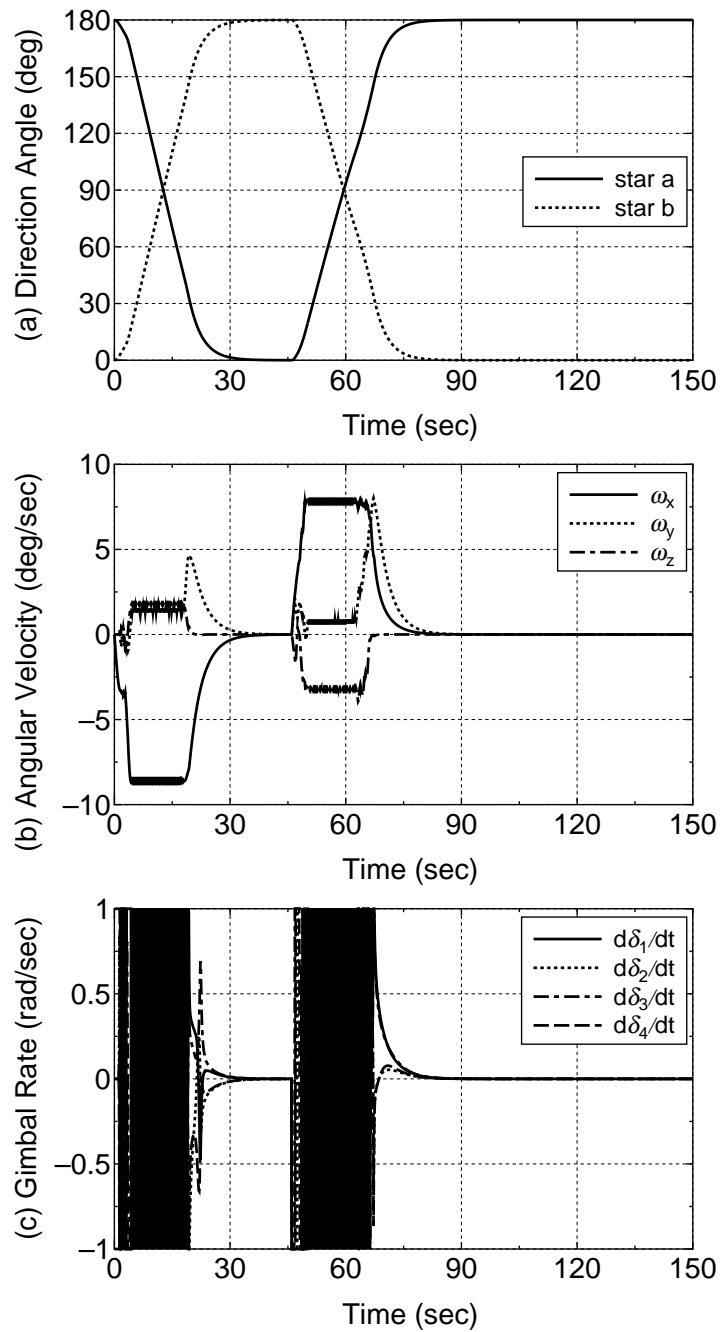 180
150
120
90
60
30
0
(a) Direction Angle (deg)
star a
star b
0 30 60 90 120 150
Time (sec)
10
5
0
−5
−10
(b) Angular Velocity (deg/sec)
ωx
ωy
ωz
0 30 60 90 120 150
Time (sec)
1
0.5
0
−0.5
−1
(c) Gimbal Rate (rad/sec)
dδ1/dt
dδ2/dt
dδ3/dt
dδ4/dt
0 30 60 90 120 150
Time (sec)